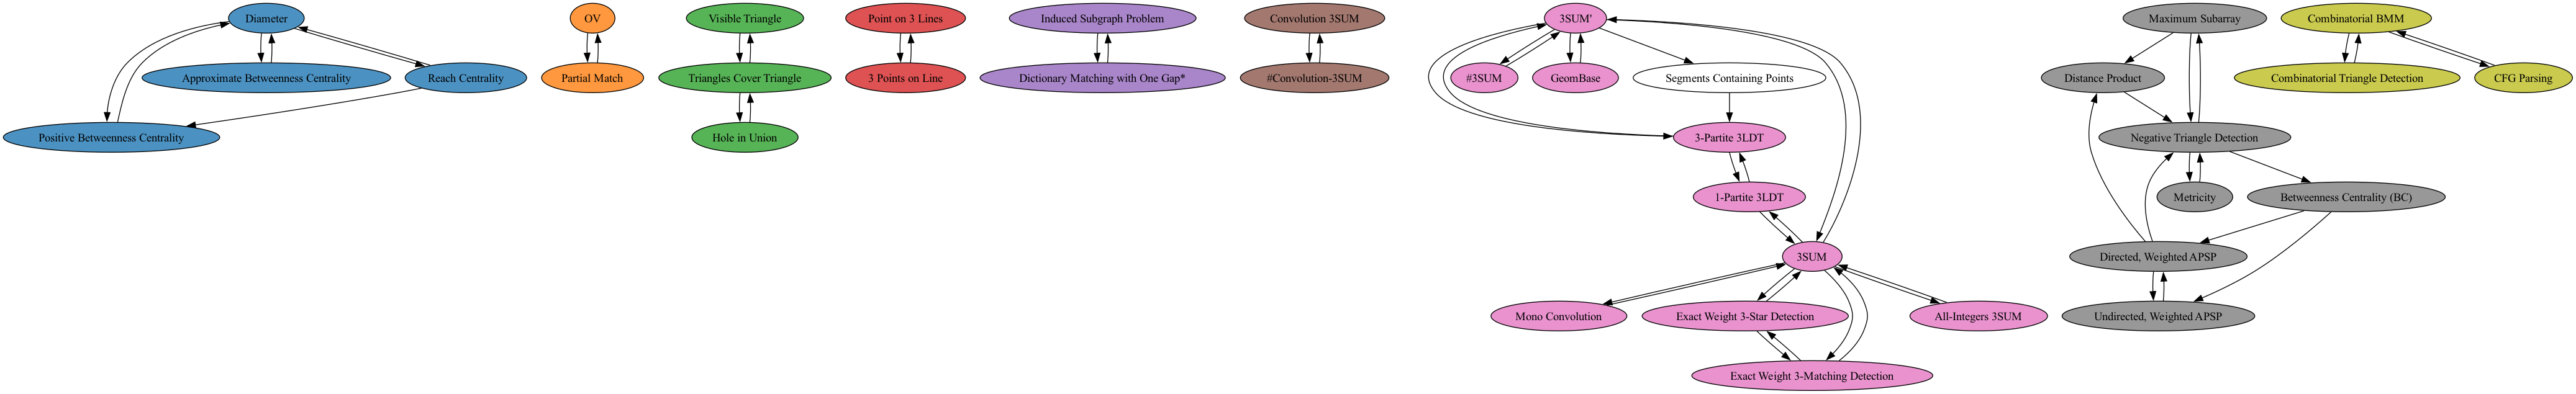 Diameter
OV
Visible Triangle
Point on 3 Lines
Induced Subgraph Problem
Convolution 3SUM
3SUM'
Maximum Subarray
Combinatorial BMM
Approximate Betweenness Centrality
Reach Centrality
Partial Match
Triangles Cover Triangle
3 Points on Line
Dictionary Matching with One Gap*
#Convolution-3SUM
#3SUM
GeomBase
Segments Containing Points
Distance Product
Combinatorial Triangle Detection
CFG Parsing
Positive Betweenness Centrality
Hole in Union
3-Partite 3LDT
Negative Triangle Detection
1-Partite 3LDT
Metricity
Betweenness Centrality (BC)
3SUM
Directed, Weighted APSP
Mono Convolution
Exact Weight 3-Star Detection
All-Integers 3SUM
Undirected, Weighted APSP
Exact Weight 3-Matching Detection